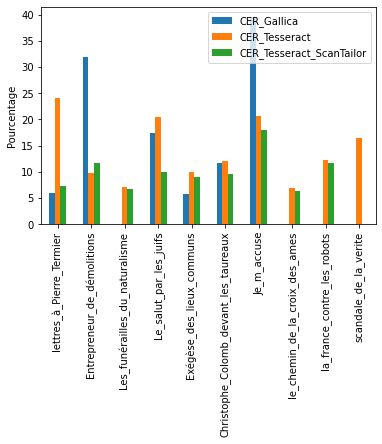 CER_Gallica
CER_Tesseract
CER_Tesseract_ScanTailor
Pourcentage
40
35
30
25
20
15
10
5
0
lettres_à_Pierre_Termier
Entrepreneur_de_démolitions
Les_funérailles_du_naturalisme
Le_salut_par_les_juifs
Exégèse_des_lieux_communs
Christophe_Colomb_devant_les_taureaux
Je_m_accuse
le_chemin_de_la_croix_des_ames
la_france_contre_les_robots
scandale_de_la_verite